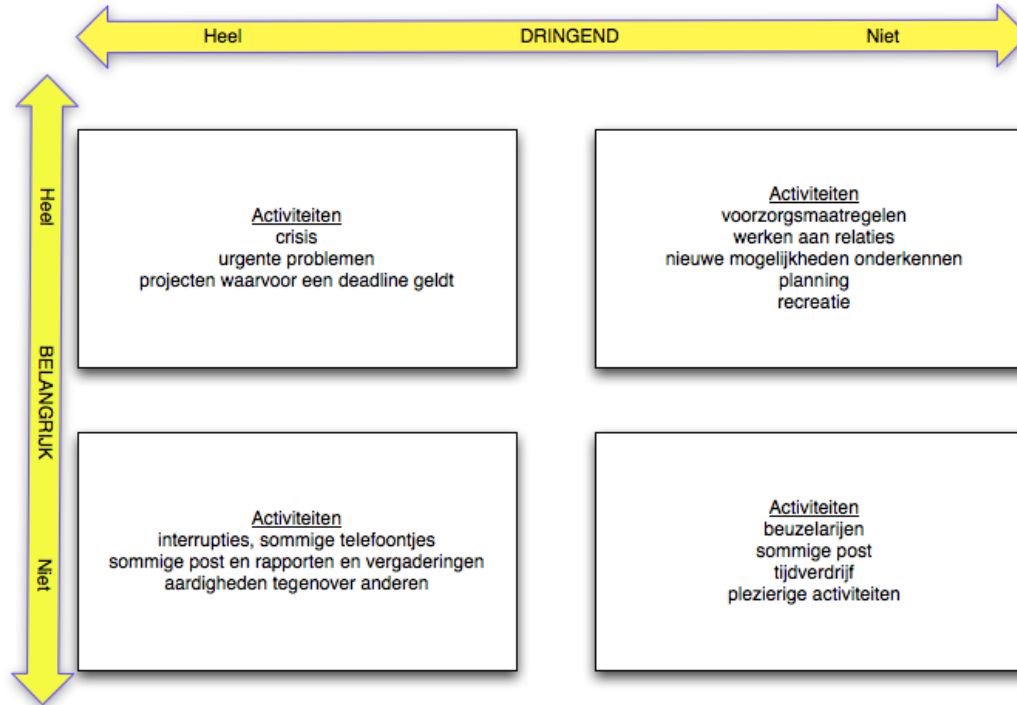 Heel DRINGEND Niet
Heel
BELANGRIJK
Niet
Activiteiten
crisis
urgente problemen
projecten waarvoor een deadline geldt
Activiteiten
voorzorgsmaatregelen
werken aan relaties
nieuwe mogelijkheden onderkennen
planning
recreatie
Activiteiten
interrupties, sommige telefoontjes
sommige post en rapporten en vergaderingen
aardigheden tegenover anderen
Activiteiten
beuzelarijen
sommige post
tijdverdrijf
plezierige activiteiten